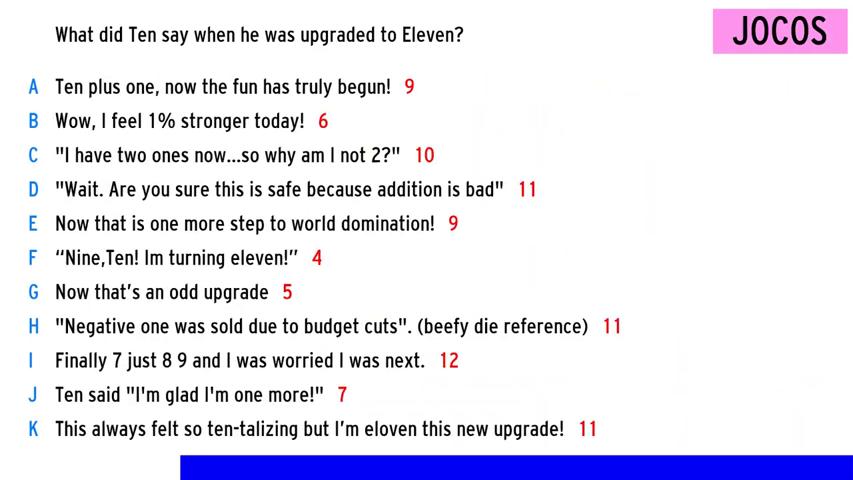 What did Ten say when he was upgraded to Eleven?
JOCOS
A Ten plus one, now the fun has truly begun! 9
B Wow, I feel 1% stronger today! 6
C "I have two ones now...so why am I not 2?" 10
D "Wait. Are you sure this is safe because addition is bad" 11
E Now that is one more step to world domination! 9
F “Nine,Ten! Im turning eleven!” 4
G Now that’s an odd upgrade 5
H "Negative one was sold due to budget cuts". (beefy die reference) 11
I Finally 7 just 8 9 and I was worried I was next. 12
J Ten said "I'm glad I'm one more!" 7
K This always felt so ten-talizing but I’m eloven this new upgrade! 11